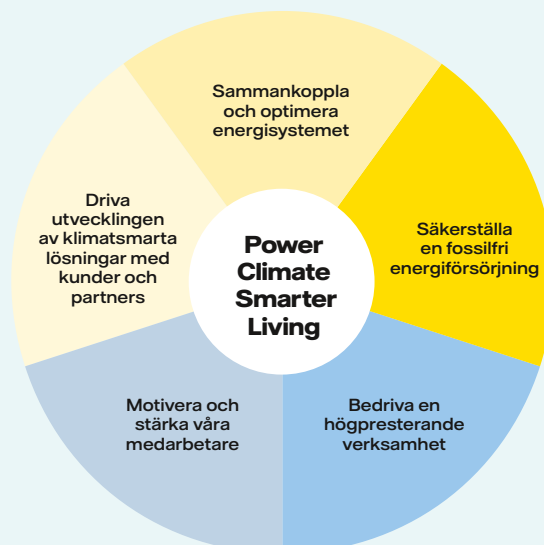 Sammankoppla
och optimera
energisystemet
Driva
utvecklingen
av klimatsmarta
lösningar med
kunder och
partners
Power
Climate
Smarter
Living
Säkerställa
en fossilfri
energiförsörjning
Motivera och
stärka våra
medarbetare
Bedriva en
högpresterande
verksamhet